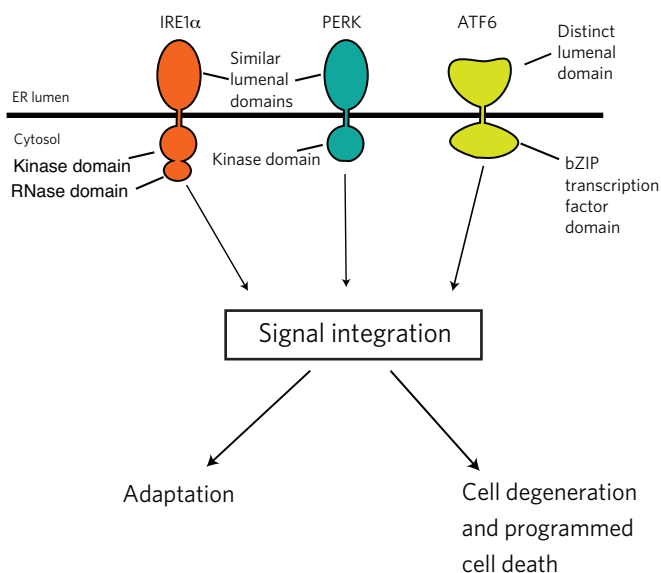 IRE1α
PERK
ATF6
Similar
lumenal
domains
Distinct
lumenal
domain
ER lumen
Cytosol
Kinase domain
RNase domain
Kinase domain
bZIP
transcription
factor
domain
Signal integration
Adaptation
Cell degeneration
and programmed
cell death